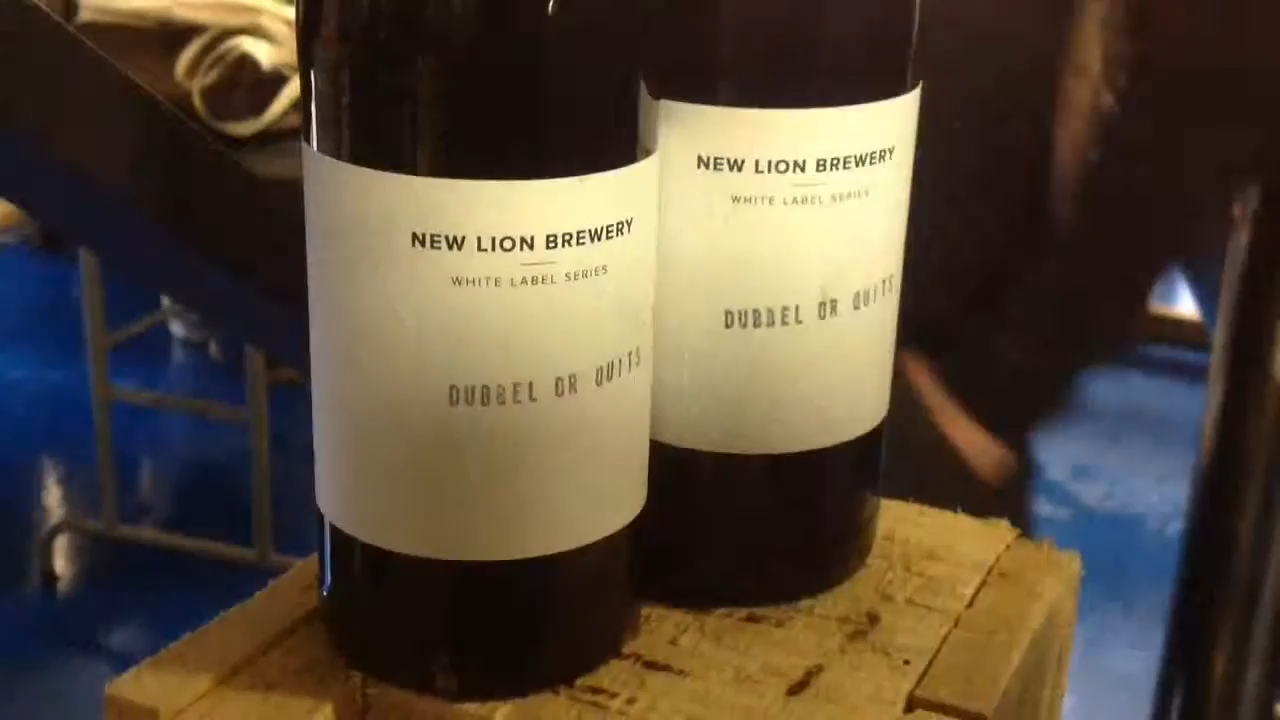 NEW LION BREWERY
WHITE LABEL SERIES
DUBBEL OR QUITS
NEW LION BREWERY
WHITE LABEL SERIES
DUBBEL OR QUITS